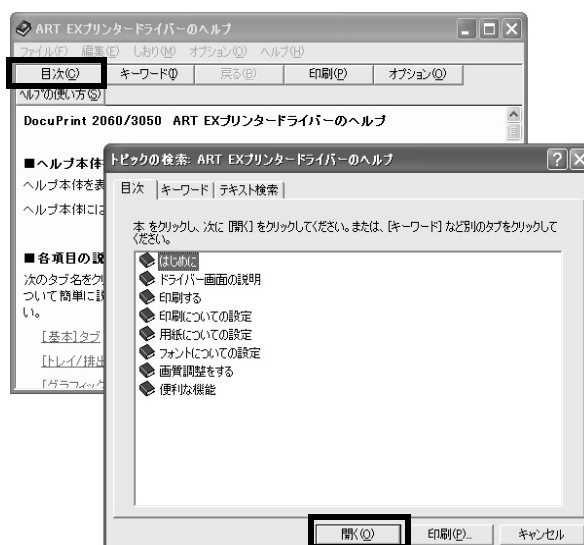 ART EXプリンタードライバーのヘルプ
ファイル(F) 編集(E) しおり(M) オプション(O) ヘルプ(H)
目次(C) キーワード(I) 戻る(B) 印刷(P) オプション(O)
ヘルプの使い方(S)
DocuPrint 2060/3050 ART EXプリンタードライバーのヘルプ
■ヘルプ本体
ヘルプ本体を表
ヘルプ本体には
■各項目の説
次のタブ名をク
ついて簡単に説
い。
[基本]タブ
[トレイ/排出
[グラフィック
トピックの検索: ART EXプリンタードライバーのヘルプ
目次 キーワード テキスト検索
本 をクリックし、次に [開く] をクリックしてください。または、[キーワード] など別のタブをクリックして
ください。
はじめに
ドライバー画面の説明
印刷する
印刷についての設定
用紙についての設定
フォントについての設定
画質調整をする
便利な機能
開く(O) 印刷(P)... キャンセル